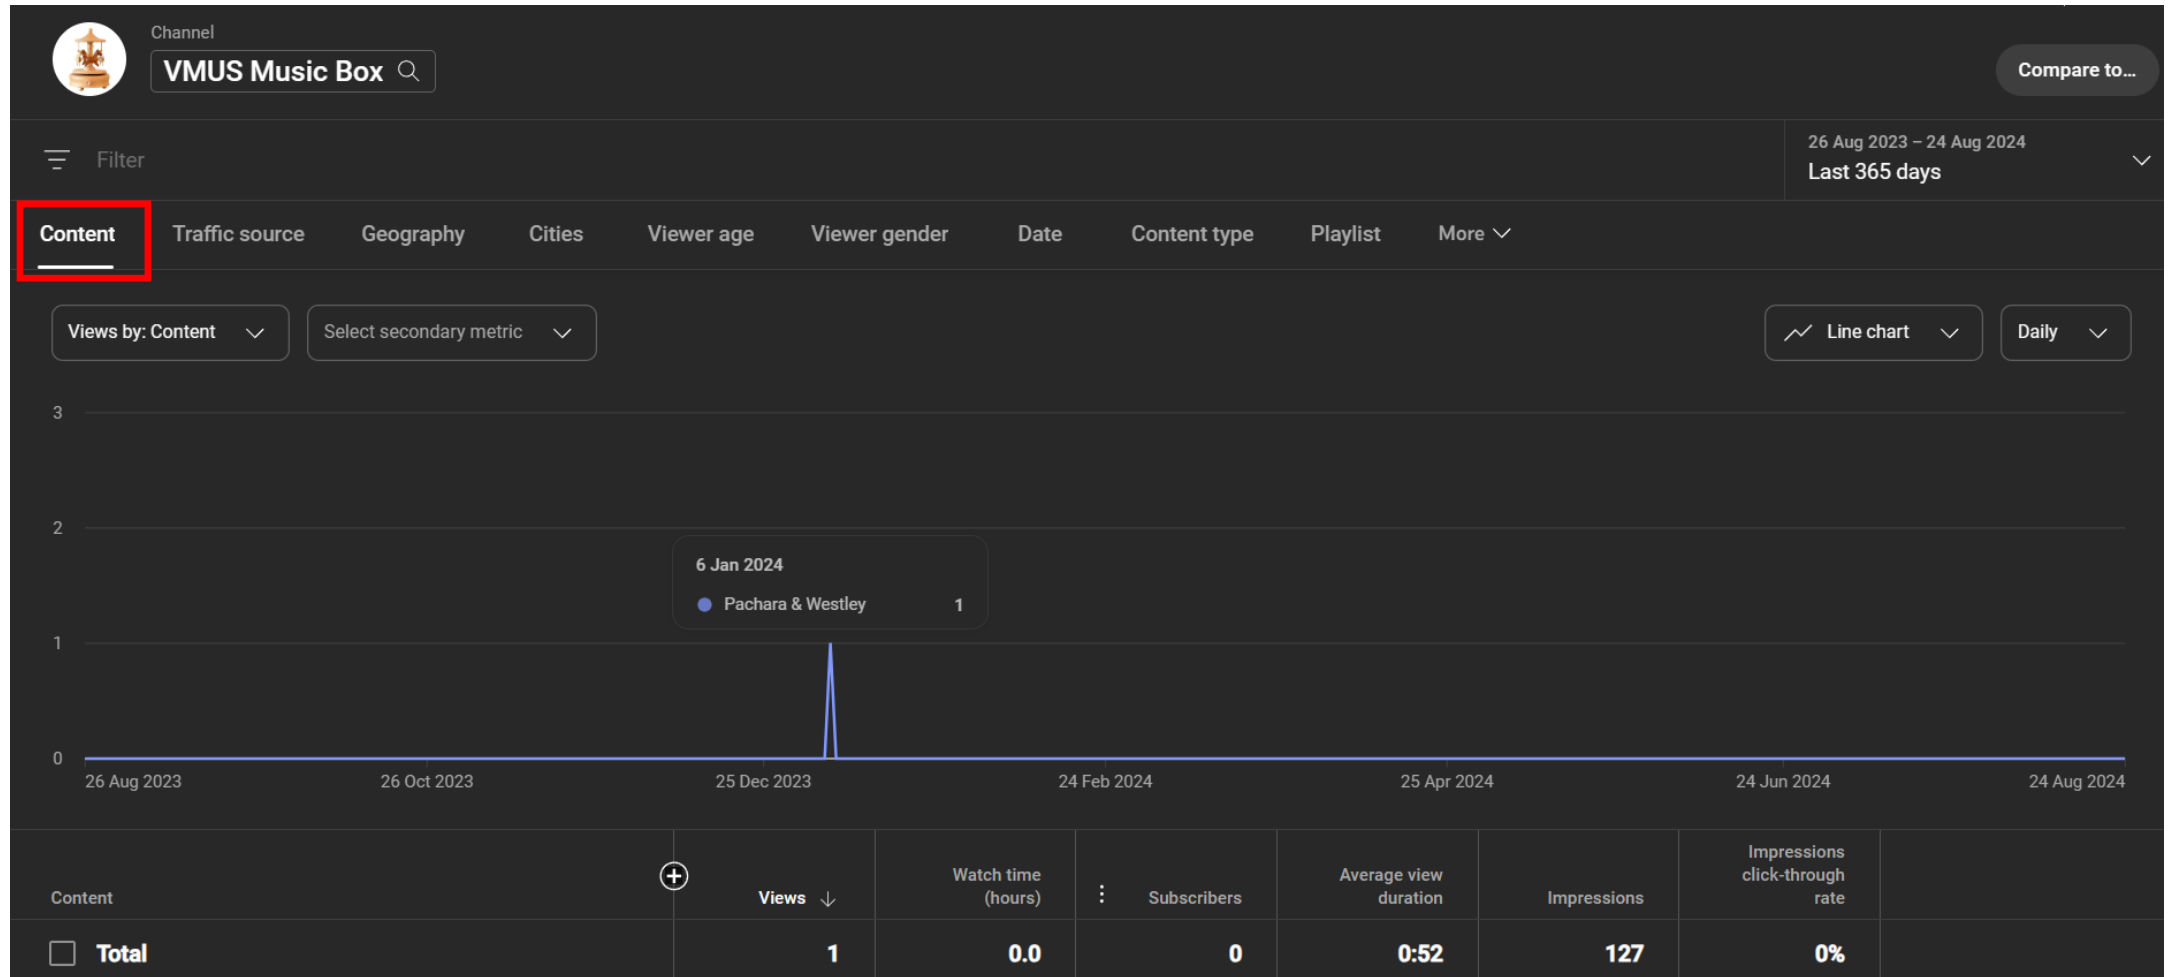 Channel
VMUS Music Box
Compare to...
Filter
26 Aug 2023 – 24 Aug 2024
Last 365 days
Content Traffic source Geography Cities Viewer age Viewer gender Date Content type Playlist More
Views by: Content Select secondary metric Line chart Daily
3
2
6 Jan 2024
Pachara & Westley 1
1
0
26 Aug 2023 26 Oct 2023 25 Dec 2023 24 Feb 2024 25 Apr 2024 24 Jun 2024 24 Aug 2024
Content
Views
Watch time
(hours)
Subscribers
Average view
duration
Impressions
Impressions
click-through
rate
Total 1 0.0 0 0:52 127 0%